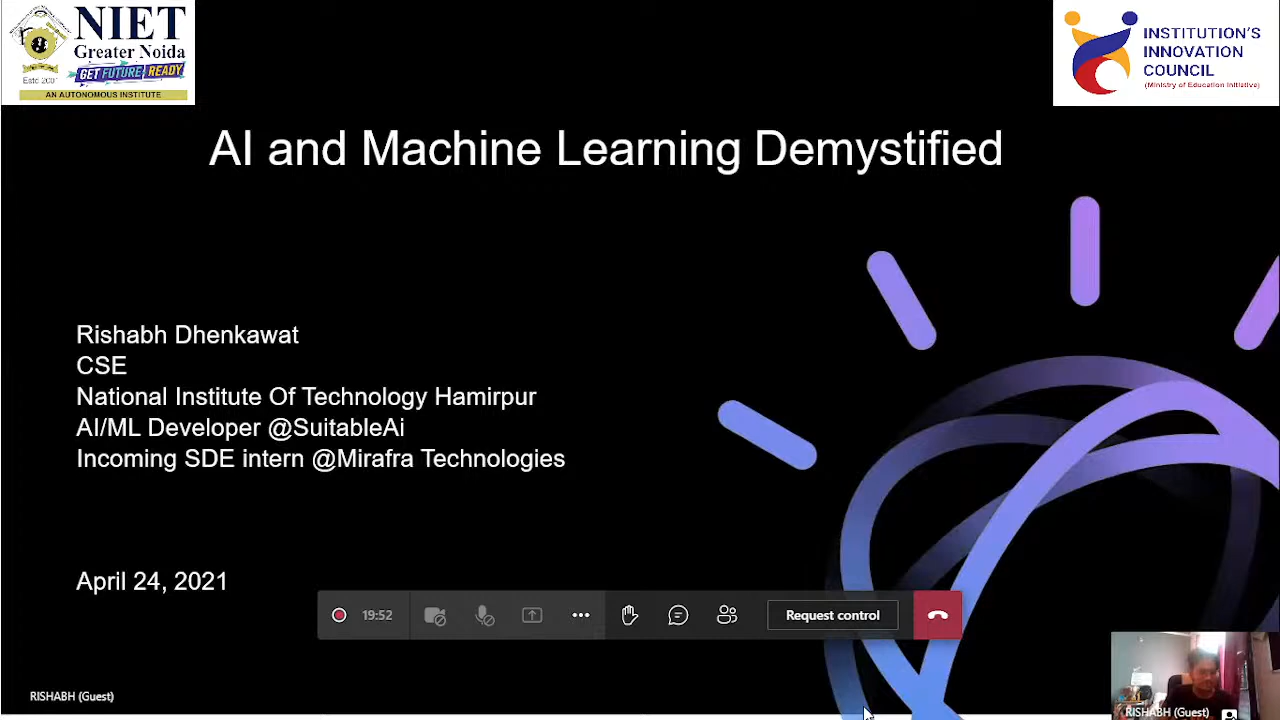 NIET
Greater Noida
GET FUTURE READY
AN AUTONOMOUS INSTITUTE
INSTITUTION'S
INNOVATION
COUNCIL
(Ministry of Education Initiative)
AI and Machine Learning Demystified
Rishabh Dhenkawat
CSE
National Institute Of Technology Hamirpur
AI/ML Developer @SuitableAi
Incoming SDE intern @Mirafra Technologies
April 24, 2021
19:52
Request control
RISHABH (Guest)
RISHABH (Guest)